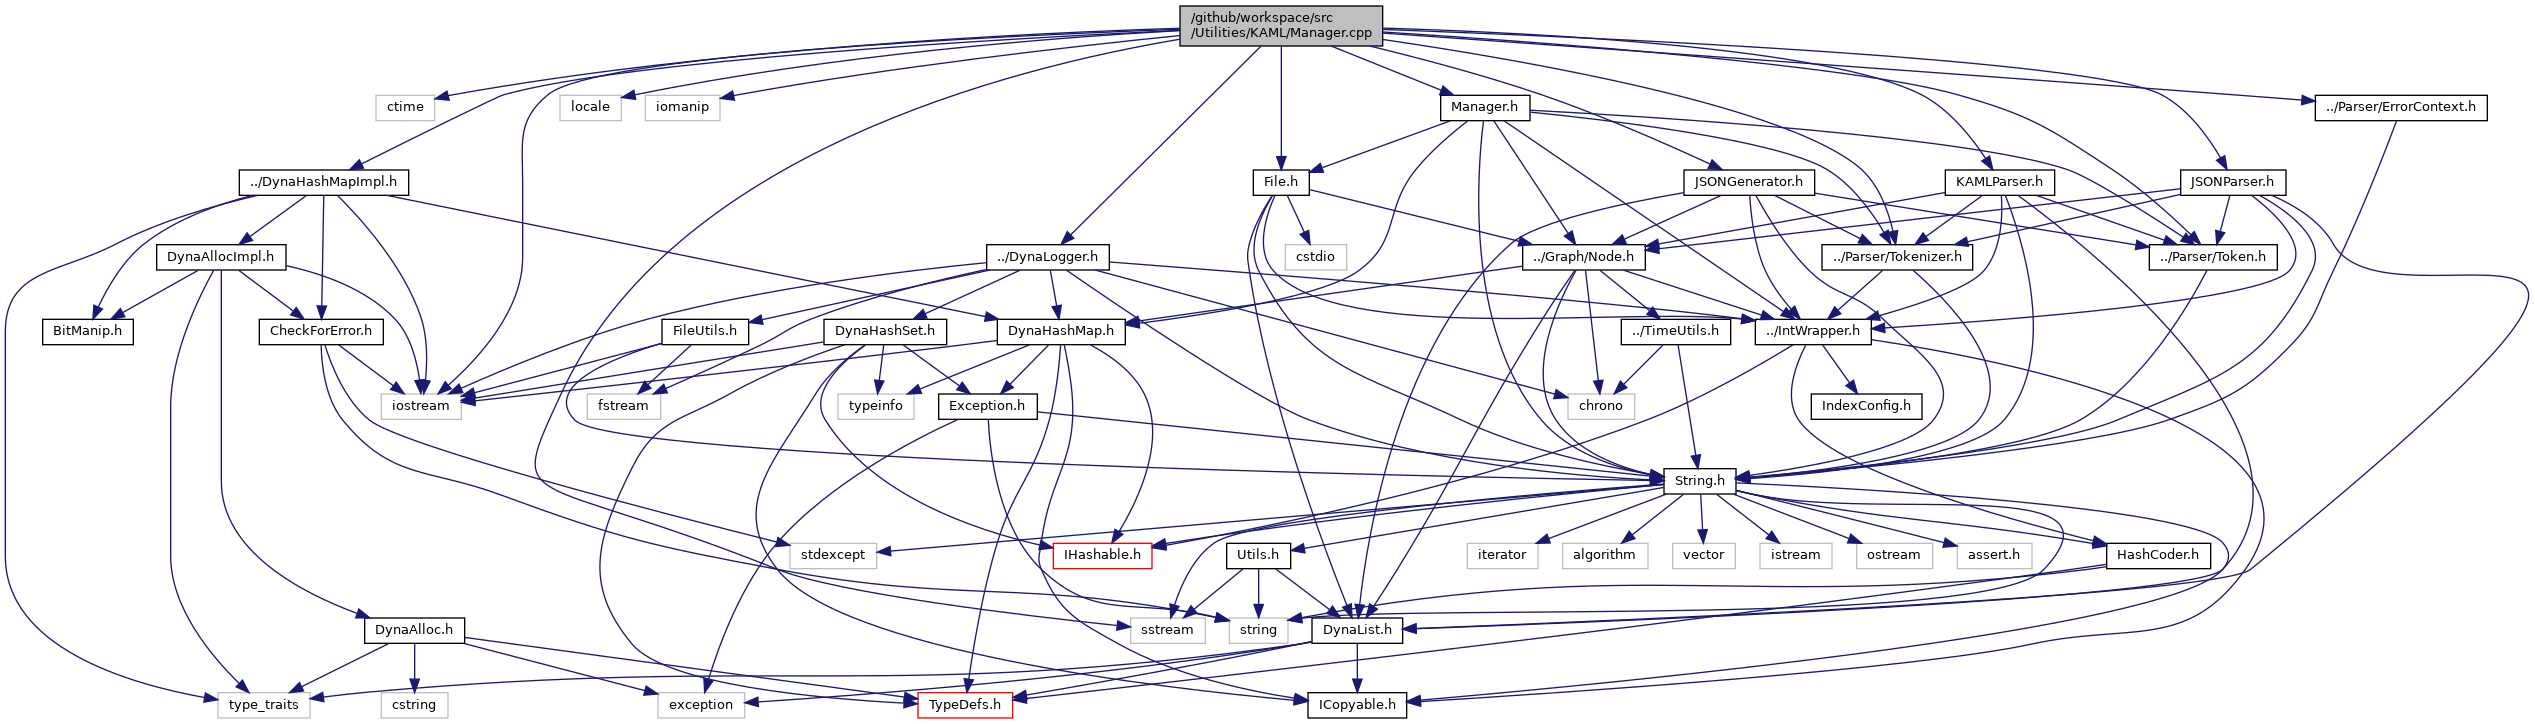 /github/workspace/src
/Utilities/KAML/Manager.cpp
ctime
locale
iomanip
Manager.h
../Parser/ErrorContext.h
../DynaHashMapImpl.h
File.h
JSONGenerator.h
KAMLParser.h
JSONParser.h
DynaAllocImpl.h
../DynaLogger.h
cstdio
../Graph/Node.h
../Parser/Tokenizer.h
../Parser/Token.h
BitManip.h
CheckForError.h
FileUtils.h
DynaHashSet.h
DynaHashMap.h
../TimeUtils.h
../IntWrapper.h
iostream
fstream
typeinfo
Exception.h
chrono
IndexConfig.h
String.h
stdexcept
IHashable.h
Utils.h
iterator
algorithm
vector
istream
ostream
assert.h
HashCoder.h
DynaAlloc.h
sstream
string
DynaList.h
type_traits
cstring
exception
TypeDefs.h
ICopyable.h